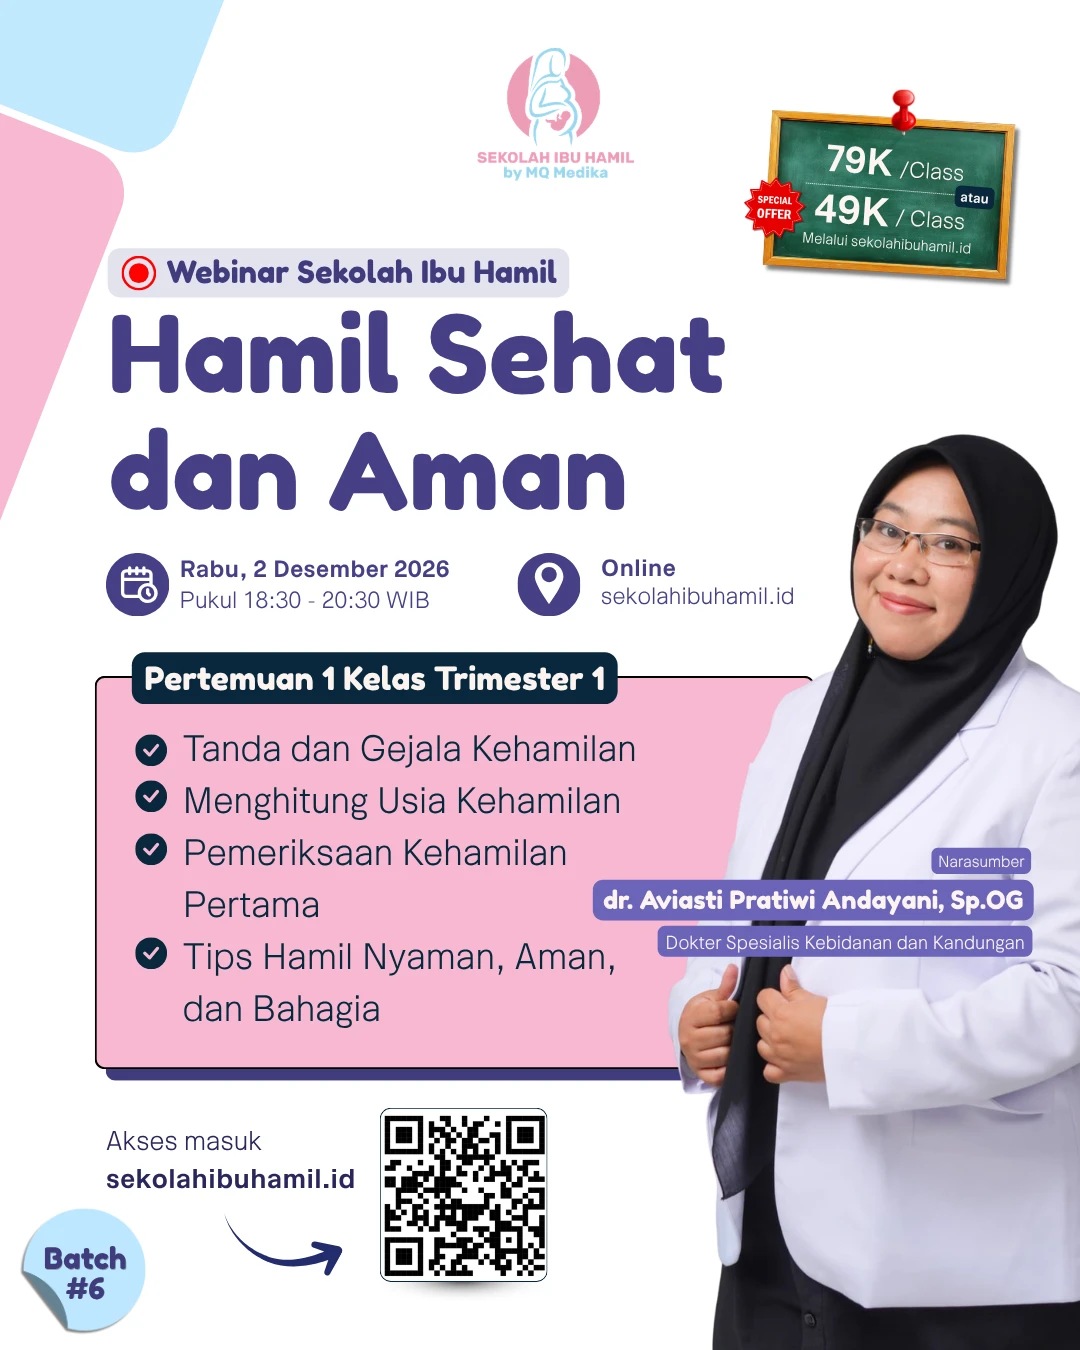 SEKOLAH IBU HAMIL
by MQ Medika
79K /Class
atau
SPECIAL
OFFER
49K / Class
Melalui sekolahibuhamil.id
Webinar Sekolah Ibu Hamil
Hamil Sehat
dan Aman
Rabu, 2 Desember 2026
Pukul 18:30 - 20:30 WIB
Online
sekolahibuhamil.id
Pertemuan 1 Kelas Trimester 1
Tanda dan Gejala Kehamilan
Menghitung Usia Kehamilan
Pemeriksaan Kehamilan
Pertama
Tips Hamil Nyaman, Aman,
dan Bahagia
Narasumber
dr. Aviasti Pratiwi Andayani, Sp.OG
Dokter Spesialis Kebidanan dan Kandungan
Akses masuk
sekolahibuhamil.id
Batch
#6